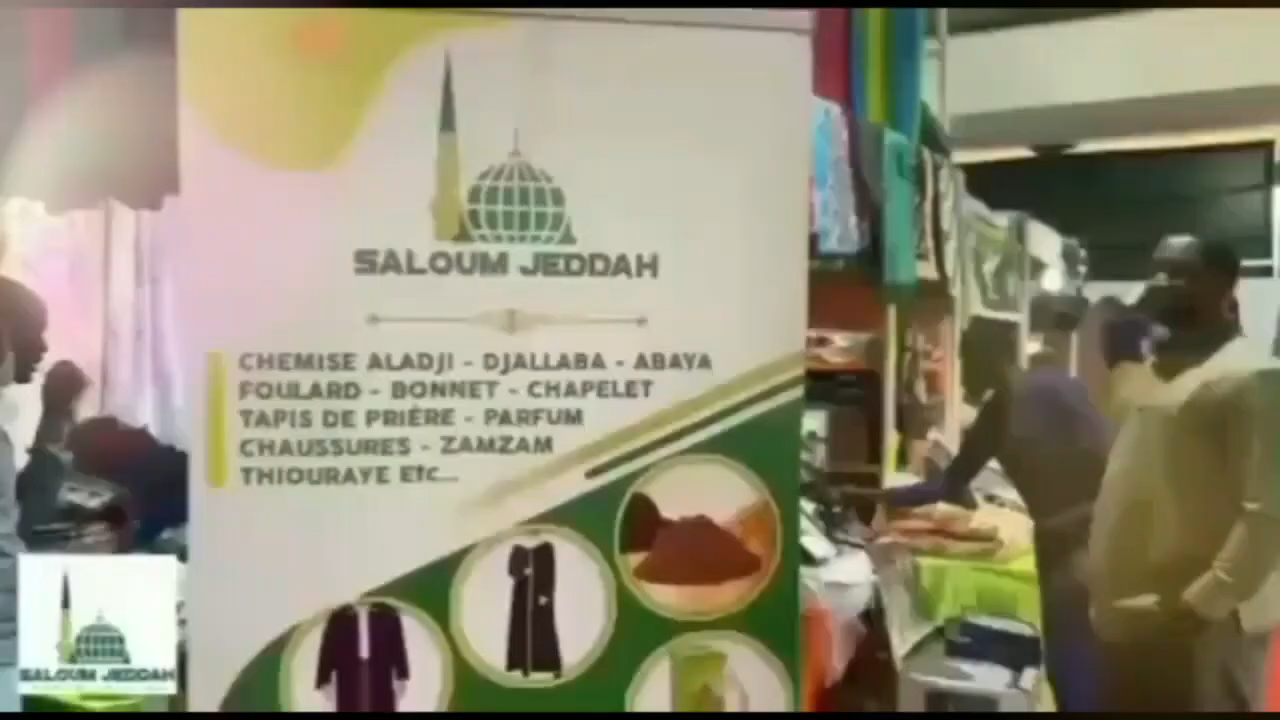 SALOUM JEDDAH
CHEMISE ALADJI - DJALLABA - ABAYA
FOULARD - BONNET - CHAPELET
TAPIS DE PRIÈRE - PARFUM
CHAUSSURES - ZAMZAM
THIOURAYE Etc...
SALOUM JEDDAH